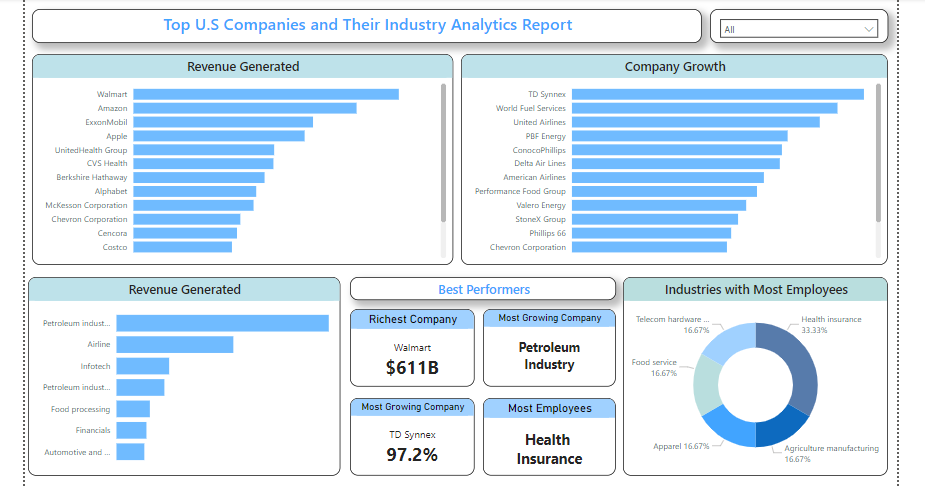 Top U.S Companies and Their Industry Analytics Report
All
Revenue Generated
Walmart
Amazon
ExxonMobil
Apple
UnitedHealth Group
CVS Health
Berkshire Hathaway
Alphabet
McKesson Corporation
Chevron Corporation
Cencora
Costco
Company Growth
TD Synnex
World Fuel Services
United Airlines
PBF Energy
ConocoPhillips
Delta Air Lines
American Airlines
Performance Food Group
Valero Energy
StoneX Group
Phillips 66
Chevron Corporation
Revenue Generated
Petroleum indust...
Airline
Infotech
Petroleum indust...
Food processing
Financials
Automotive and ...
Best Performers
Richest Company
Walmart
$611B
Most Growing Company
Petroleum
Industry
Most Growing Company
TD Synnex
97.2%
Most Employees
Health
Insurance
Industries with Most Employees
Telecom hardware ...
16.67%
Health insurance
33.33%
Food service
16.67%
Apparel 16.67%
Agriculture manufacturing
16.67%